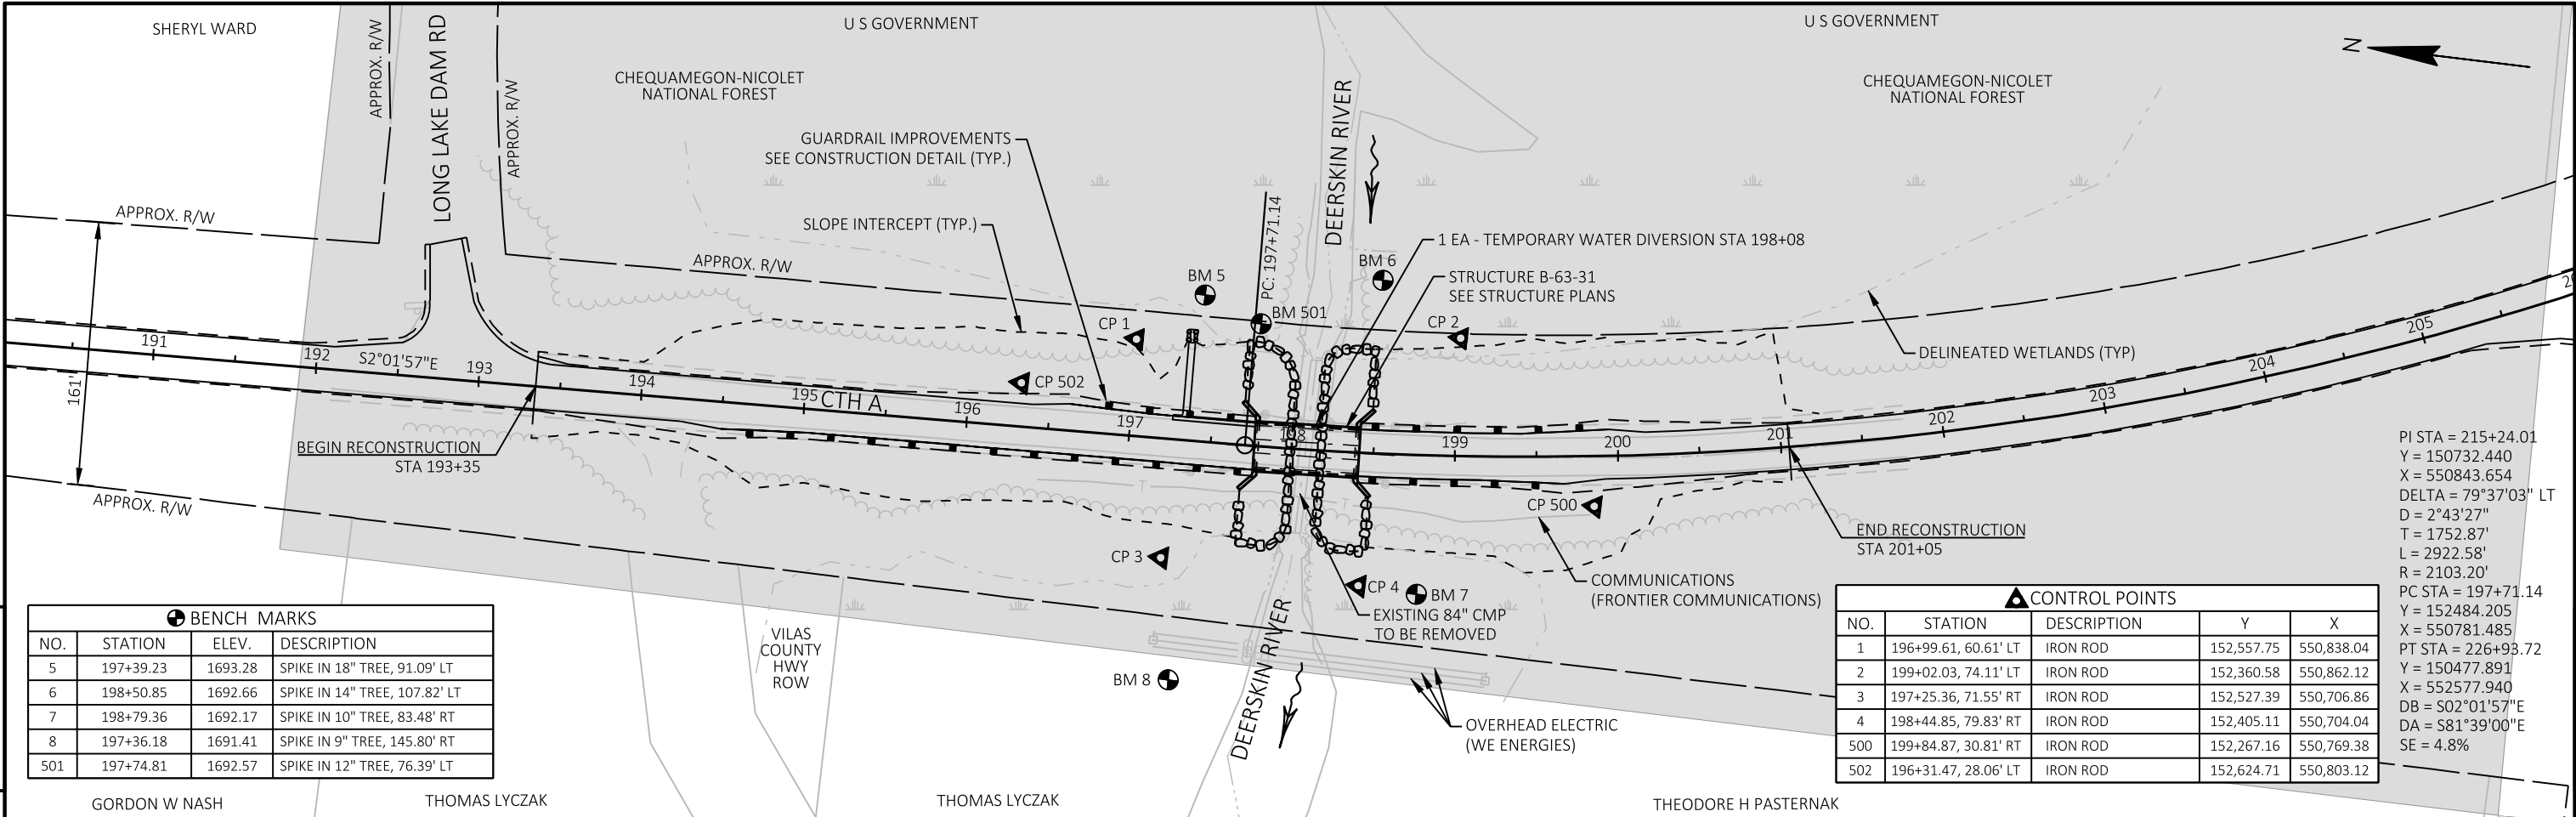 SHERYL WARD
U S GOVERNMENT
U S GOVERNMENT
N
APPROX. R/W
LONG LAKE DAM RD
APPROX. R/W
CHEQUAMEGON-NICOLET
NATIONAL FOREST
CHEQUAMEGON-NICOLET
NATIONAL FOREST
GUARDRAIL IMPROVEMENTS
SEE CONSTRUCTION DETAIL (TYP.)
DEERSKIN RIVER
APPROX. R/W
SLOPE INTERCEPT (TYP.)
PC: 197+71.14
1 EA - TEMPORARY WATER DIVERSION STA 198+08
APPROX. R/W
BM 5
BM 6
STRUCTURE B-63-31
SEE STRUCTURE PLANS
BM 501
CP 1
CP 2
161'
191
192
S2°01'57"E
193
194
195
CTH A
196
197
198
199
200
201
202
203
204
205
DELINEATED WETLANDS (TYP)
CP 502
BEGIN RECONSTRUCTION
STA 193+35
APPROX. R/W
CP 500
END RECONSTRUCTION
STA 201+05
CP 3
CP 4
BM 7
COMMUNICATIONS
(FRONTIER COMMUNICATIONS)
EXISTING 84" CMP
TO BE REMOVED
VILAS
COUNTY
HWY
ROW
BM 8
DEERSKIN RIVER
OVERHEAD ELECTRIC
(WE ENERGIES)
PI STA = 215+24.01
Y = 150732.440
X = 550843.654
DELTA = 79°37'03" LT
D = 2°43'27"
T = 1752.87'
L = 2922.58'
R = 2103.20'
PC STA = 197+71.14
Y = 152484.205
X = 550781.485
PT STA = 226+93.72
Y = 150477.891
X = 552577.940
DB = S02°01'57"E
DA = S81°39'00"E
SE = 4.8%
BENCH MARKS
NO. STATION ELEV. DESCRIPTION
5 197+39.23 1693.28 SPIKE IN 18" TREE, 91.09' LT
6 198+50.85 1692.66 SPIKE IN 14" TREE, 107.82' LT
7 198+79.36 1692.17 SPIKE IN 10" TREE, 83.48' RT
8 197+36.18 1691.41 SPIKE IN 9" TREE, 145.80' RT
501 197+74.81 1692.57 SPIKE IN 12" TREE, 76.39' LT
CONTROL POINTS
NO. STATION DESCRIPTION Y X
1 196+99.61, 60.61' LT IRON ROD 152,557.75 550,838.04
2 199+02.03, 74.11' LT IRON ROD 152,360.58 550,862.12
3 197+25.36, 71.55' RT IRON ROD 152,527.39 550,706.86
4 198+44.85, 79.83' RT IRON ROD 152,405.11 550,704.04
500 199+84.87, 30.81' RT IRON ROD 152,267.16 550,769.38
502 196+31.47, 28.06' LT IRON ROD 152,624.71 550,803.12
GORDON W NASH
THOMAS LYCZAK
THOMAS LYCZAK
THEODORE H PASTERNAK